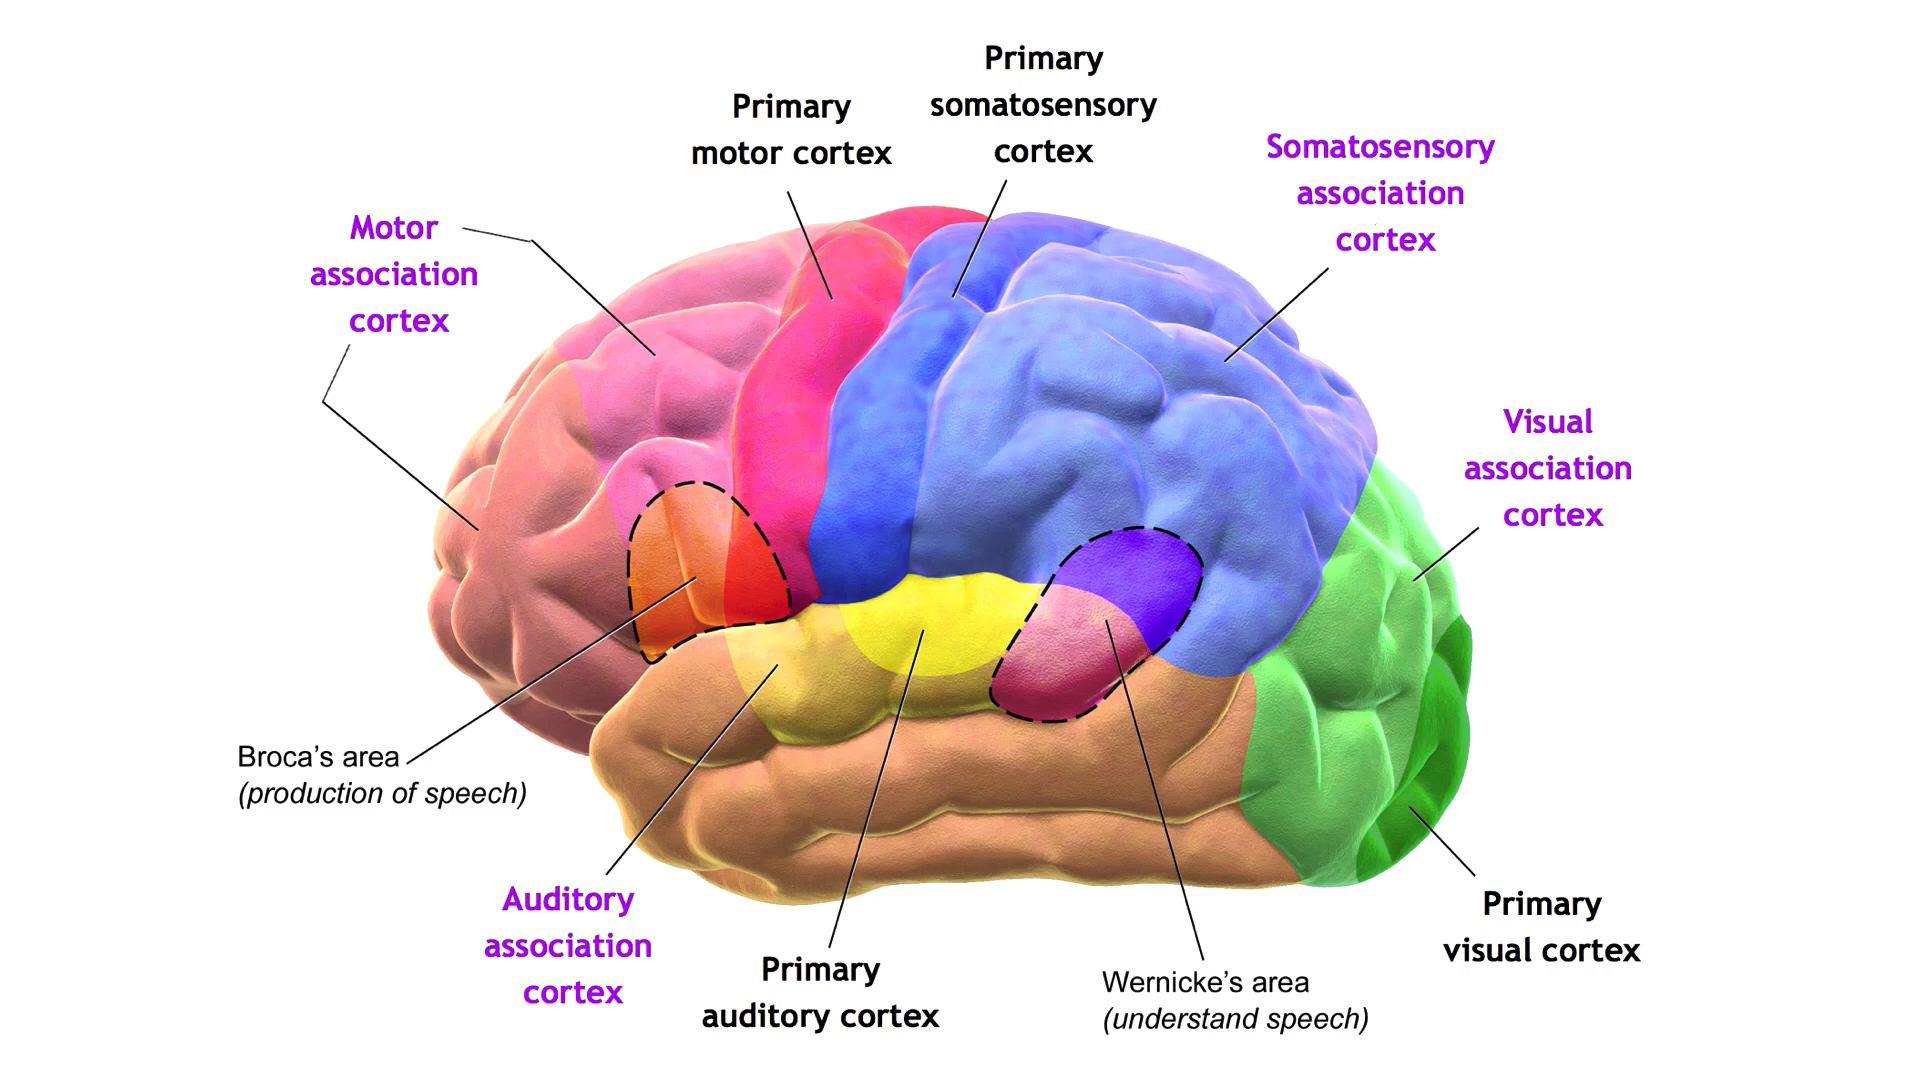 Primary
somatosensory
cortex
Primary
motor cortex
Somatosensory
association
cortex
Motor
association
cortex
Visual
association
cortex
Broca’s area
(production of speech)
Auditory
association
cortex
Primary
auditory cortex
Wernicke’s area
(understand speech)
Primary
visual cortex